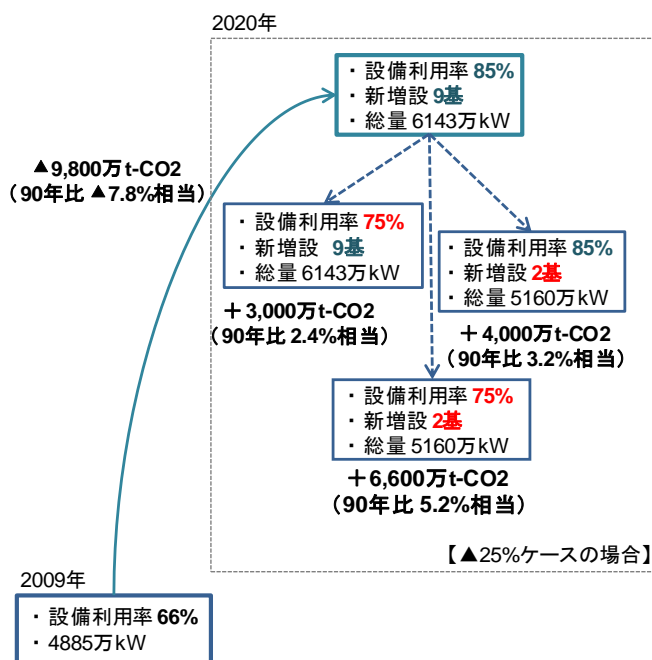 2020年
・ 設備利用率 85%
・ 新増設 9基
・ 総量 6143万kW
▲9,800万t-CO2
（90年比 ▲7.8%相当）
・ 設備利用率 75%
・ 新増設 9基
・ 総量 6143万kW
＋3,000万t-CO2
（90年比 2.4%相当）
・ 設備利用率 85%
・ 新増設 2基
・ 総量 5160万kW
＋4,000万t-CO2
（90年比 3.2%相当）
・ 設備利用率 75%
・ 新増設 2基
・ 総量 5160万kW
＋6,600万t-CO2
（90年比 5.2%相当）
【▲25%ケースの場合】
2009年
・ 設備利用率 66%
・ 4885万kW